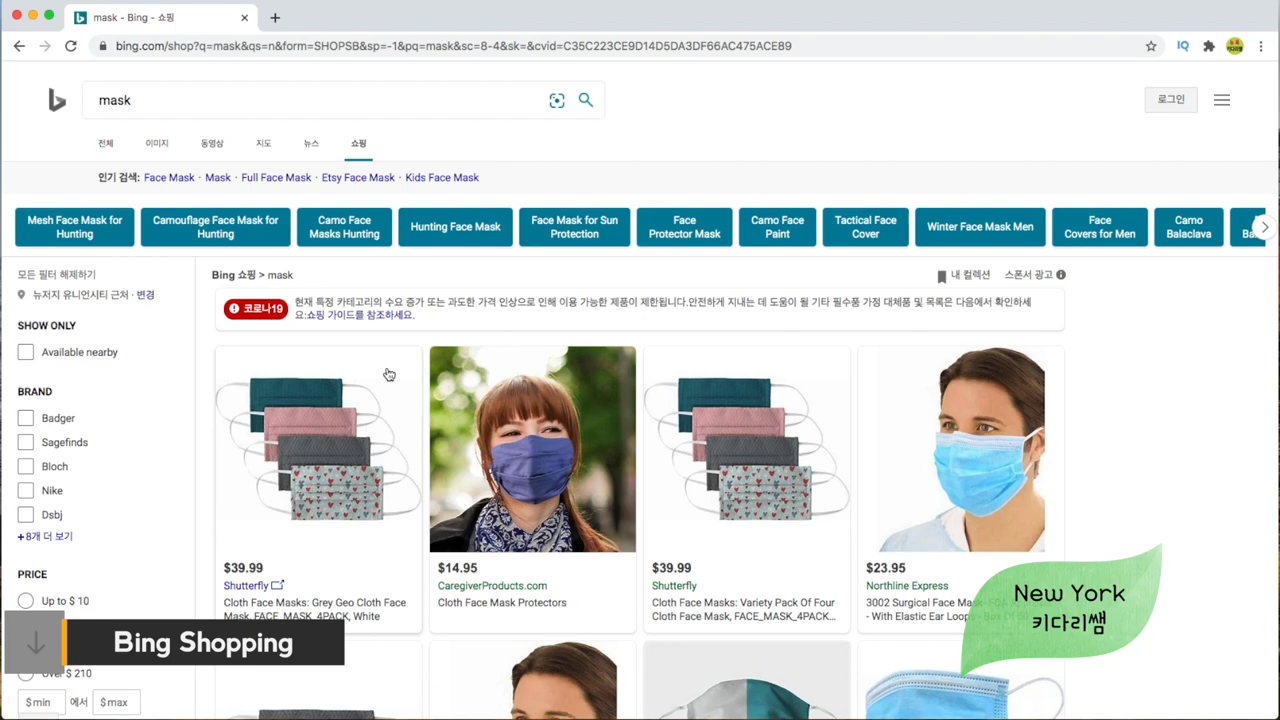 mask - Bing - 쇼핑
bing.com/shop?q=mask&qs=n&form=SHOPSB&sp=-1&pq=mask&sc=8-4&sk=&cvid=C35C223CE9D14D5DA3DF66AC475ACE89
IQ
mask
로그인
전체 이미지 동영상 지도 뉴스 쇼핑
인기 검색: Face Mask · Mask · Full Face Mask · Etsy Face Mask · Kids Face Mask
Mesh Face Mask for
Hunting
Camouflage Face Mask for
Hunting
Camo Face
Masks Hunting
Hunting Face Mask
Face Mask for Sun
Protection
Face
Protector Mask
Camo Face
Paint
Tactical Face
Cover
Winter Face Mask Men
Face
Covers for Men
Camo
Balaclava
모든 필터 해제하기
뉴저지 유니언시티 근처 · 변경
SHOW ONLY
Available nearby
BRAND
Badger
Sagefinds
Bloch
Nike
Dsbj
+8개 더 보기
PRICE
Up to $ 10
Over $ 210
$ min 에서 $ max
Bing 쇼핑 > mask
내 컬렉션 스폰서 광고
코로나19
현재 특정 카테고리의 수요 증가 또는 과도한 가격 인상으로 인해 이용 가능한 제품이 제한됩니다.안전하게 지내는 데 도움이 될 기타 필수품 가정 대체품 및 목록은 다음에서 확인하세
요:쇼핑 가이드를 참조하세요.
$39.99
Shutterfly
Cloth Face Masks: Grey Geo Cloth Face
Mask, FACE_MASK_4PACK, White
$14.95
CaregiverProducts.com
Cloth Face Mask Protectors
$39.99
Shutterfly
Cloth Face Masks: Variety Pack Of Four
Cloth Face Mask, FACE_MASK_4PACK...
$23.95
Northline Express
3002 Surgical Face Mask-
- With Elastic Ear Loops
Bing Shopping
New York
키다리쌤